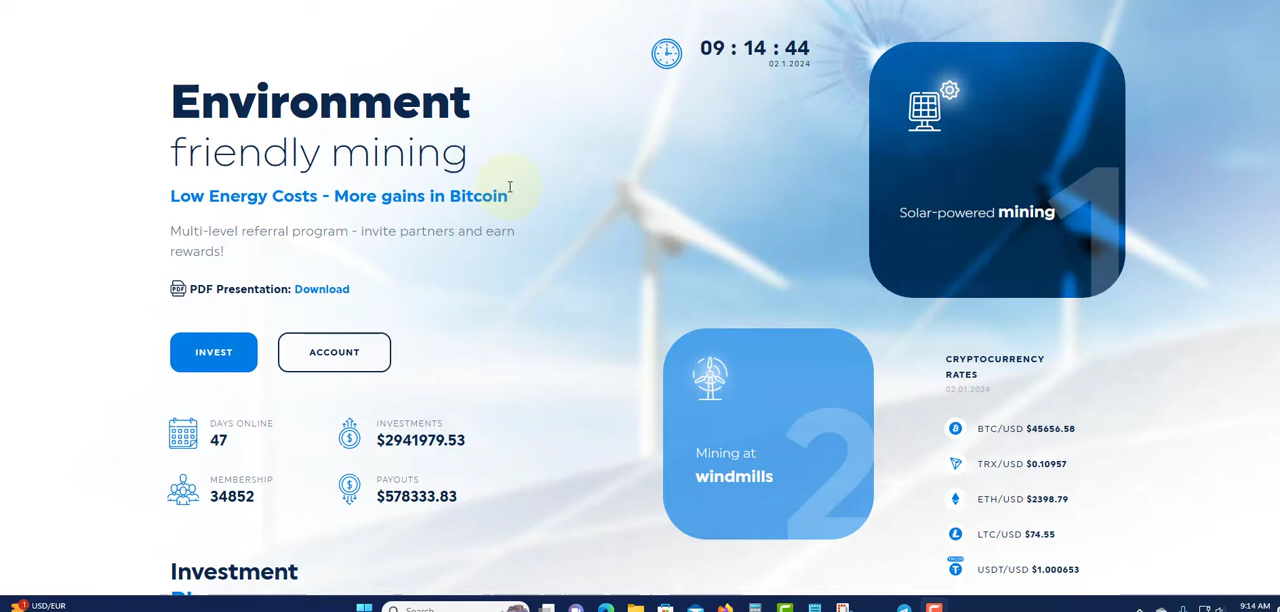 09 : 14 : 44
02.1.2024
Environment
friendly mining
Low Energy Costs - More gains in Bitcoin
Multi-level referral program - invite partners and earn
rewards!
PDF
PDF Presentation: Download
INVEST
ACCOUNT
DAYS ONLINE
47
INVESTMENTS
$2941979.53
MEMBERSHIP
34852
PAYOUTS
$578333.83
Investment
1
Solar-powered mining
2
Mining at
windmills
CRYPTOCURRENCY
RATES
02.01.2024
BTC/USD $45656.58
TRX/USD $0.10957
ETH/USD $2398.79
LTC/USD $74.55
USDT/USD $1.000653
1
USD/EUR
Search
9:14 AM